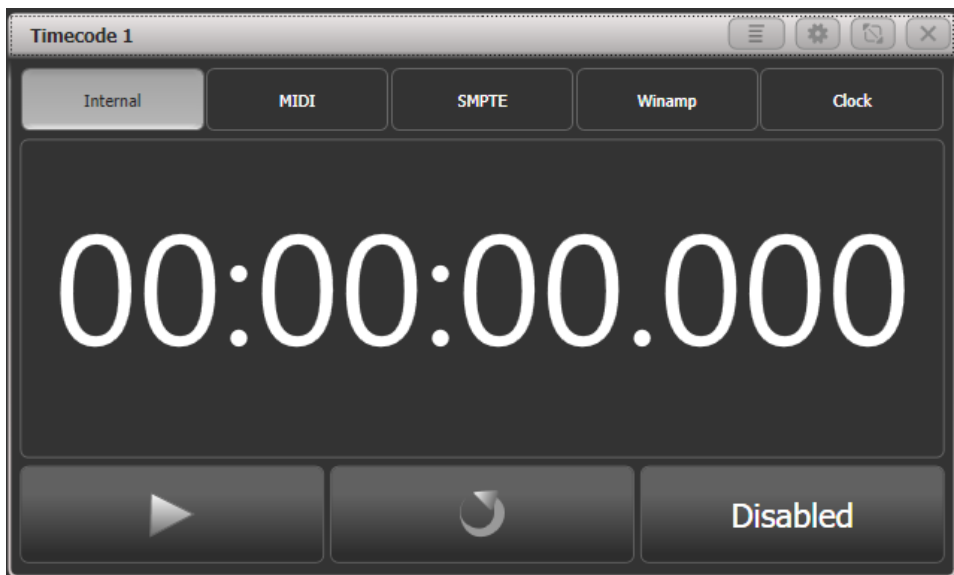 Timecode 1
Internal MIDI SMPTE Winamp Clock
00:00:00.000
Disabled